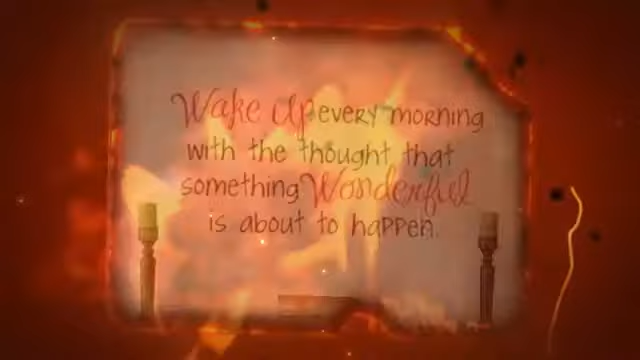 Wake Up every morning
with the thought that
something Wonderful
is about to happen.